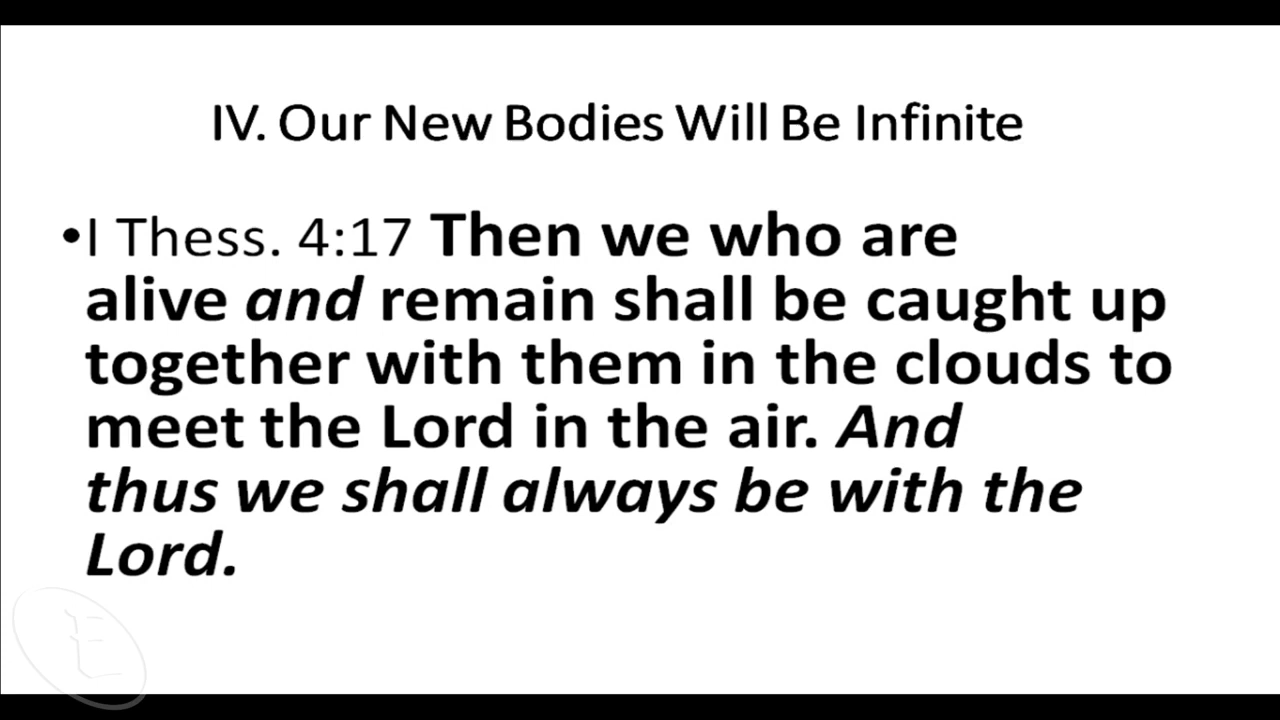 IV. Our New Bodies Will Be Infinite
•I Thess. 4:17 Then we who are
alive and remain shall be caught up
together with them in the clouds to
meet the Lord in the air. And
thus we shall always be with the
Lord.